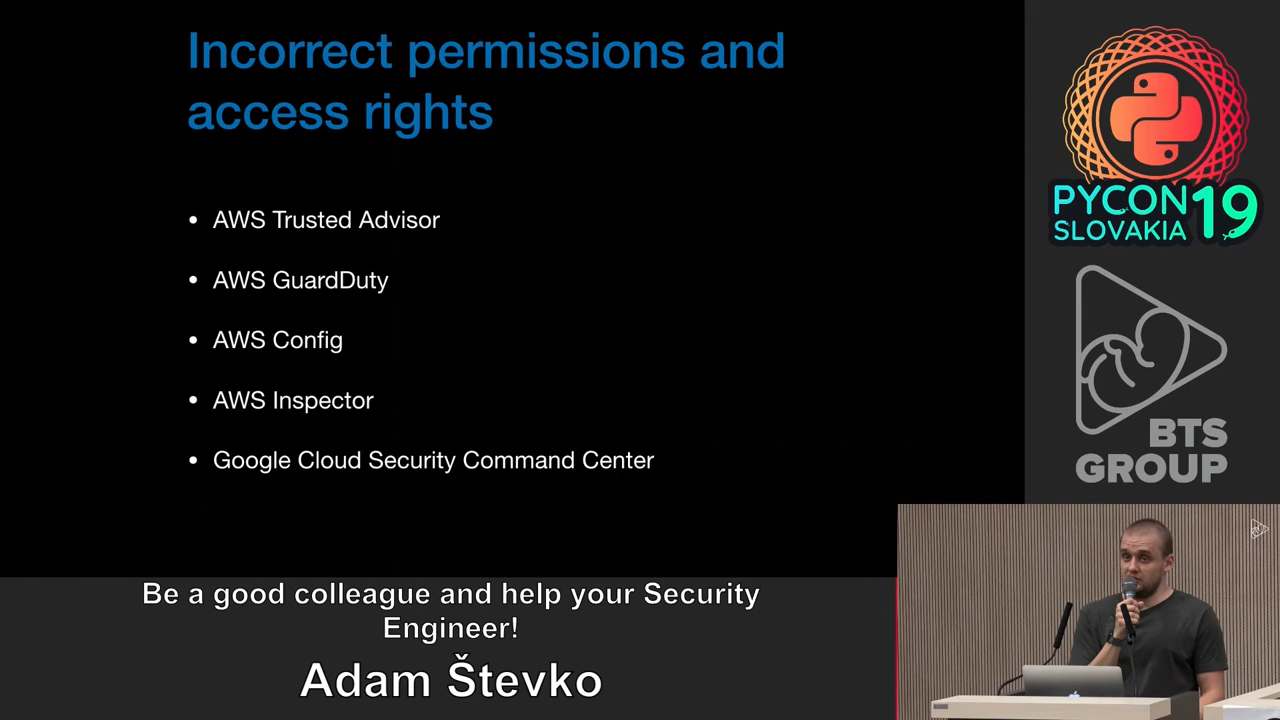 Incorrect permissions and
access rights
• AWS Trusted Advisor
• AWS GuardDuty
• AWS Config
• AWS Inspector
• Google Cloud Security Command Center
PYCON 19
SLOVAKIA
BTS
GROUP
Be a good colleague and help your Security
Engineer!
Adam Števko